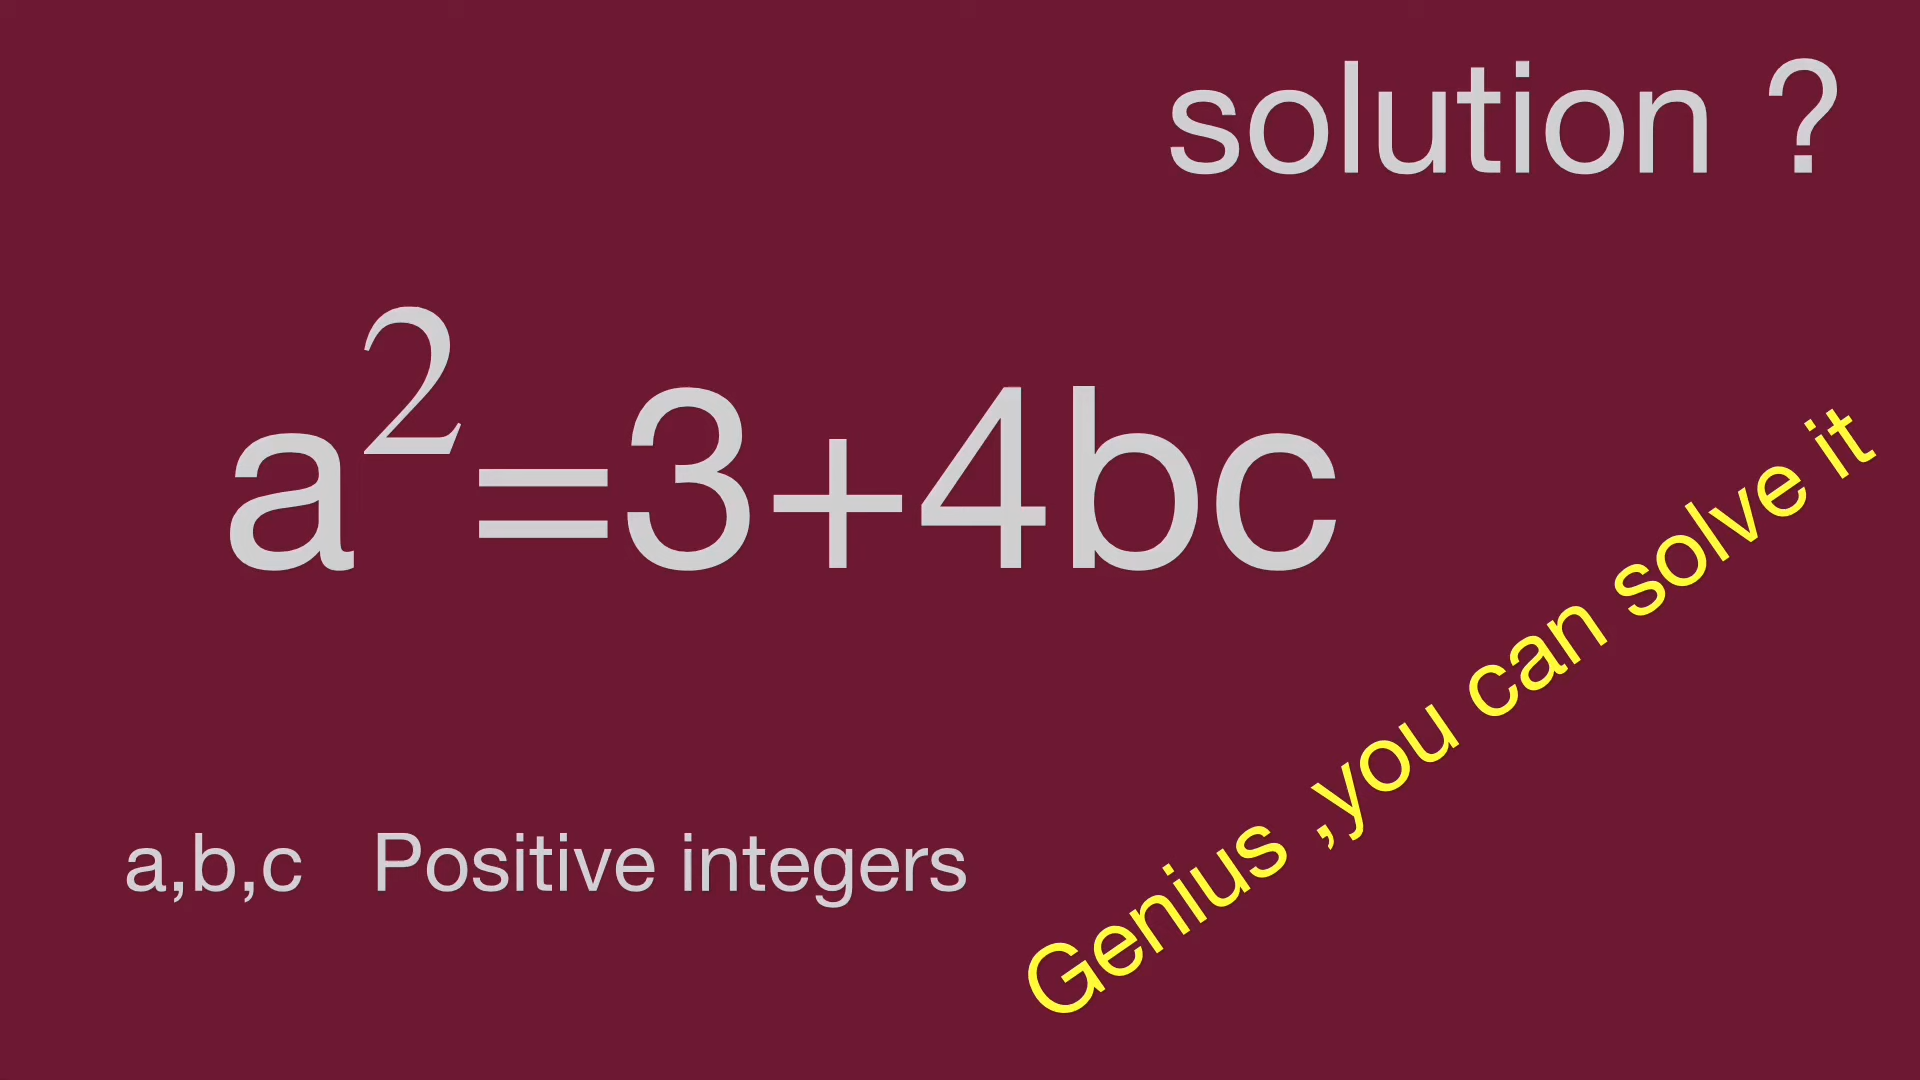 solution ?
a²=3+4bc
Genius ,you can solve it
a,b,c Positive integers